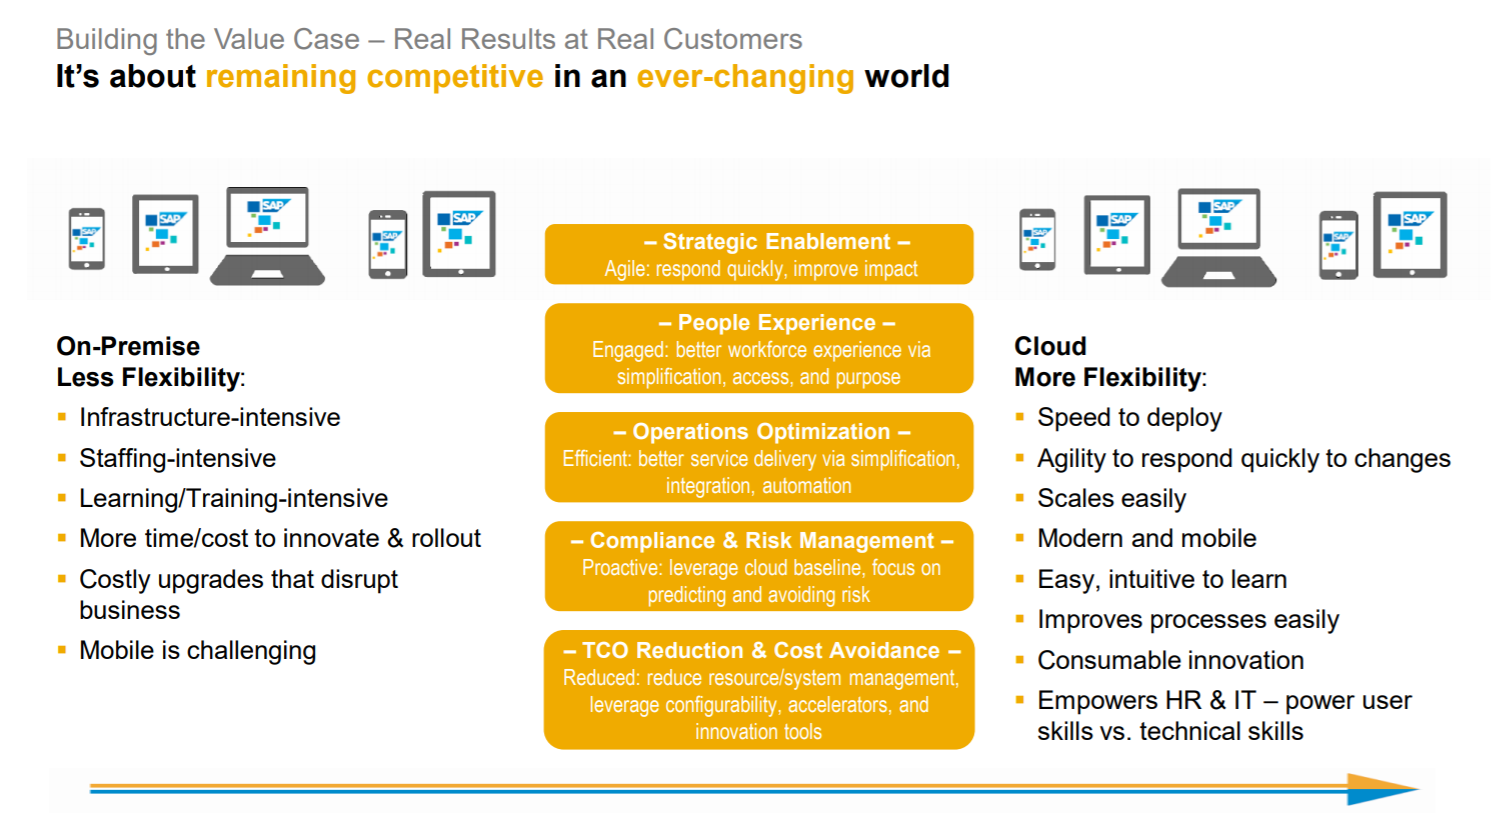 Building the Value Case – Real Results at Real Customers
It's about remaining competitive in an ever-changing world
SAP
SAP
SAP
SAP
SAP
SAP
SAP
SAP
SAP
SAP
On-Premise
Less Flexibility:
▪ Infrastructure-intensive
▪ Staffing-intensive
▪ Learning/Training-intensive
▪ More time/cost to innovate & rollout
▪ Costly upgrades that disrupt
business
▪ Mobile is challenging
– Strategic Enablement –
Agile: respond quickly, improve impact
– People Experience –
Engaged: better workforce experience via
simplification, access, and purpose
– Operations Optimization –
Efficient: better service delivery via simplification,
integration, automation
– Compliance & Risk Management –
Proactive: leverage cloud baseline, focus on
predicting and avoiding risk
– TCO Reduction & Cost Avoidance –
Reduced: reduce resource/system management,
leverage configurability, accelerators, and
innovation tools
Cloud
More Flexibility:
▪ Speed to deploy
▪ Agility to respond quickly to changes
▪ Scales easily
▪ Modern and mobile
▪ Easy, intuitive to learn
▪ Improves processes easily
▪ Consumable innovation
▪ Empowers HR & IT – power user
skills vs. technical skills